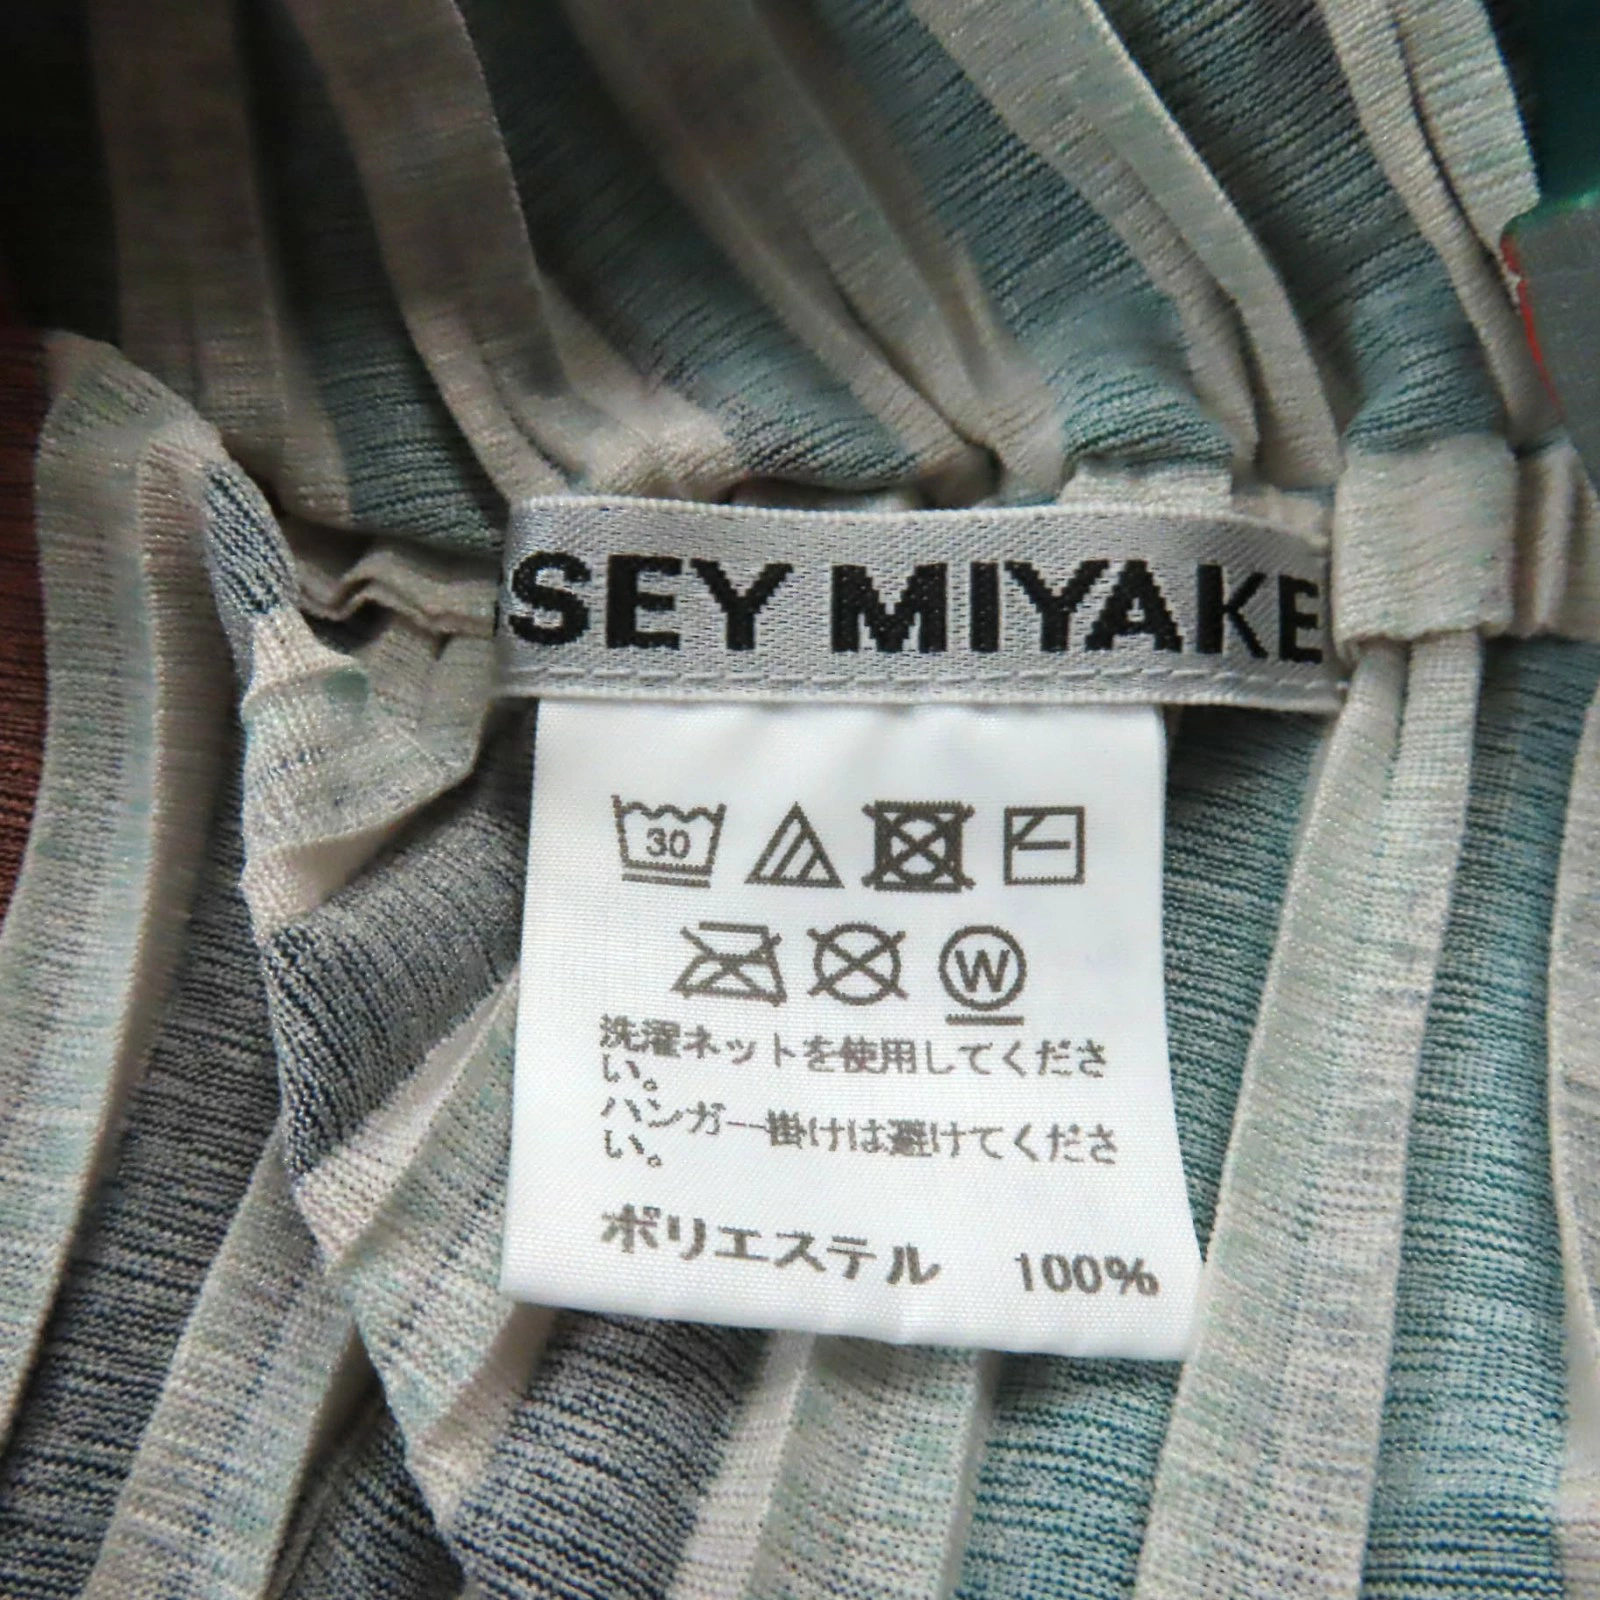 SEY MIYAKE
30
W
洗濯ネットを使用してくださ
い。
ハンガー掛けは避けてくださ
い。
ポリエステル 100%